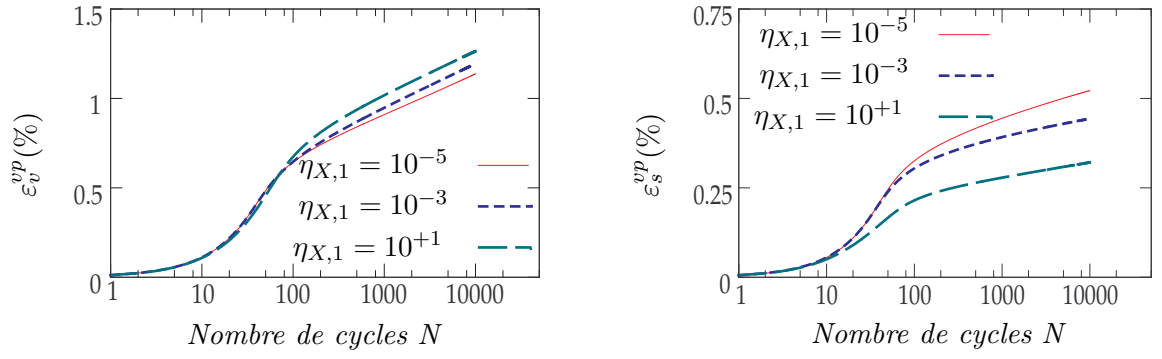 1.5
1
0.5
0
ε_v^{vp}(%)
η_{X,1} = 10^{-5}
η_{X,1} = 10^{-3}
η_{X,1} = 10^{+1}
1 10 100 1000 10000
Nombre de cycles N
0.75
0.5
0.25
0
ε_s^{vp}(%)
η_{X,1} = 10^{-5}
η_{X,1} = 10^{-3}
η_{X,1} = 10^{+1}
1 10 100 1000 10000
Nombre de cycles N